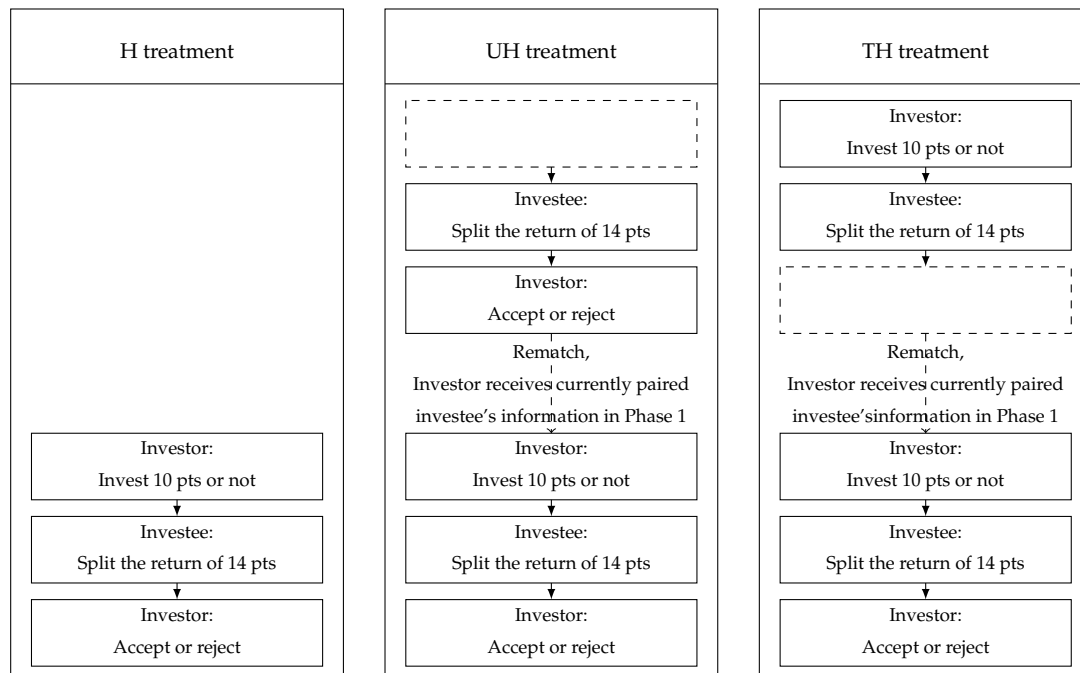 H treatment
Investor:
Invest 10 pts or not
Investee:
Split the return of 14 pts
Investor:
Accept or reject
UH treatment
Investee:
Split the return of 14 pts
Investor:
Accept or reject
Rematch,
Investor receives currently paired
investee's information in Phase 1
Investor:
Invest 10 pts or not
Investee:
Split the return of 14 pts
Investor:
Accept or reject
TH treatment
Investor:
Invest 10 pts or not
Investee:
Split the return of 14 pts
Rematch,
Investor receives currently paired
investee'sinformation in Phase 1
Investor:
Invest 10 pts or not
Investee:
Split the return of 14 pts
Investor:
Accept or reject